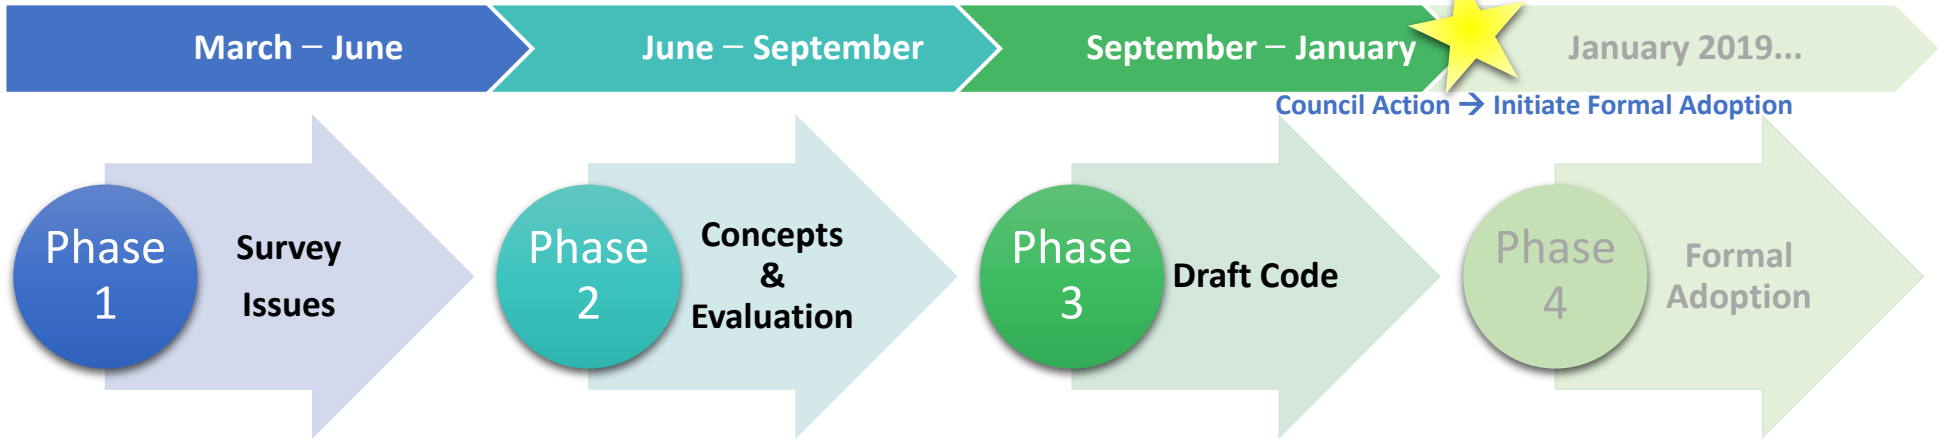 March – June
June – September
September – January
January 2019...
Council Action → Initiate Formal Adoption
Phase
1
Survey
Issues
Phase
2
Concepts
&
Evaluation
Phase
3
Draft Code
Phase
4
Formal
Adoption